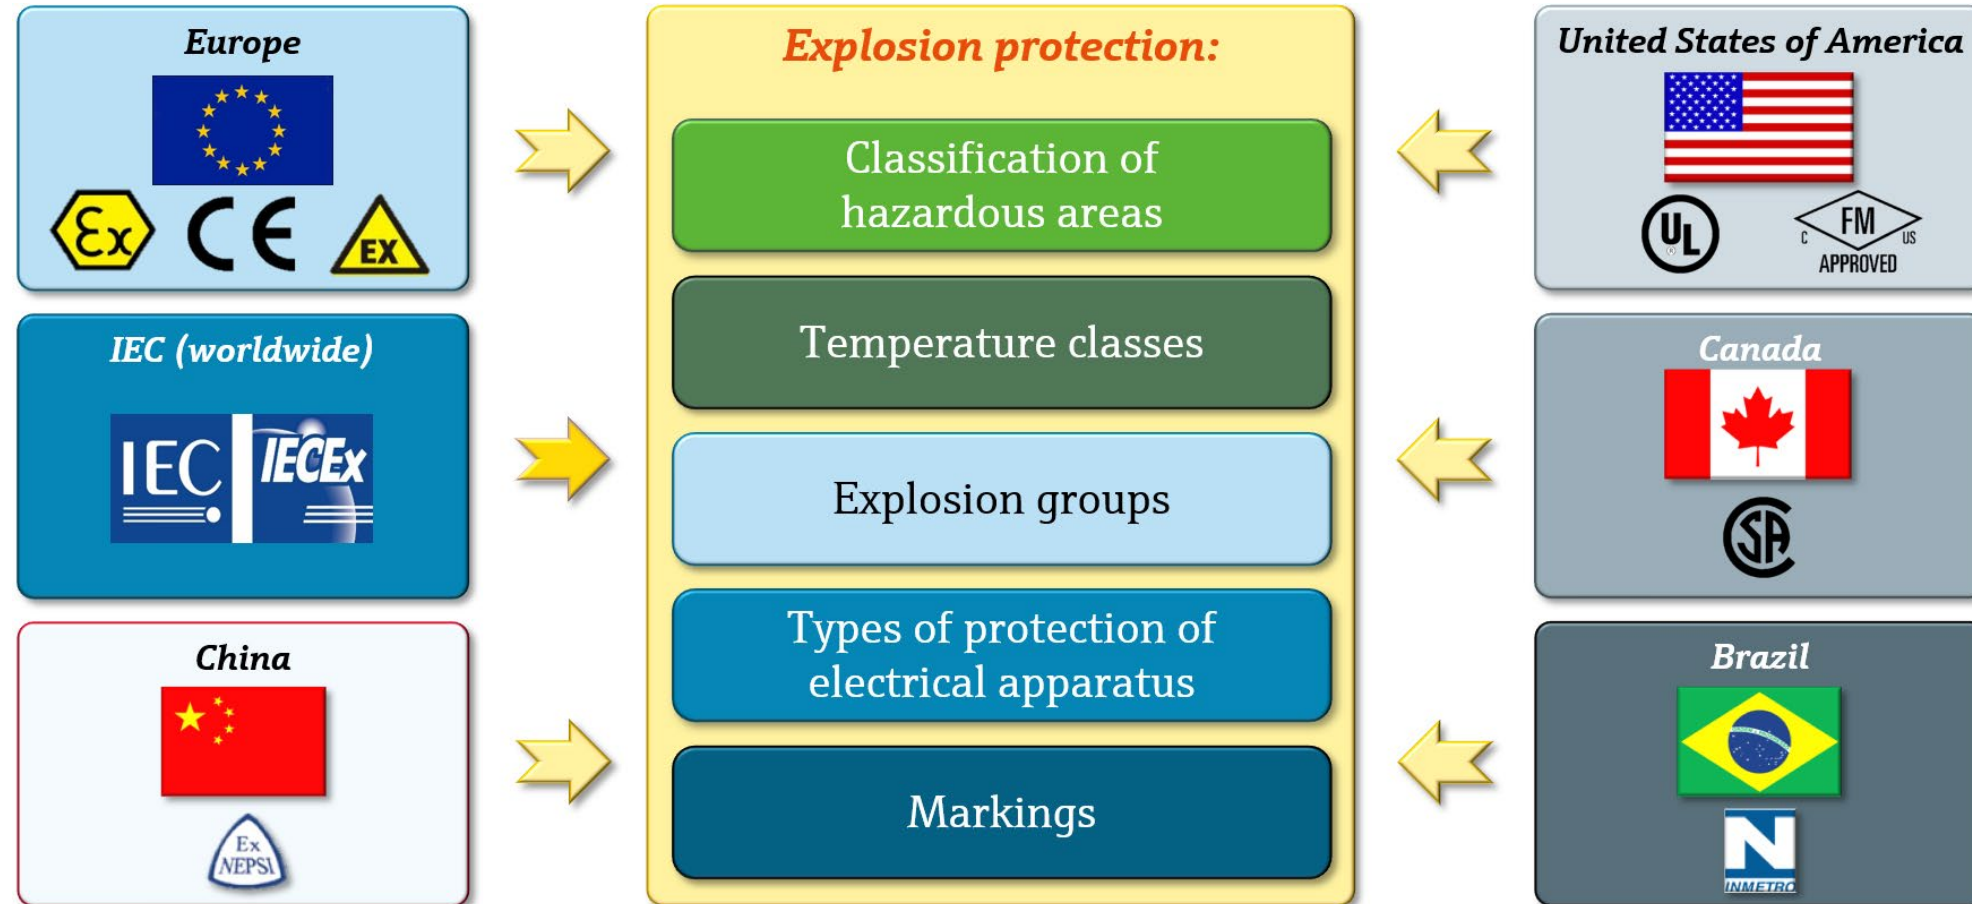 Europe
Ex
CE
EX
IEC (worldwide)
IEC
IECEx
China
Ex
NEPSI
Explosion protection:
Classification of
hazardous areas
Temperature classes
Explosion groups
Types of protection of
electrical apparatus
Markings
United States of America
UL
®
FM
C US
APPROVED
Canada
CSA
Brazil
N
INMETRO